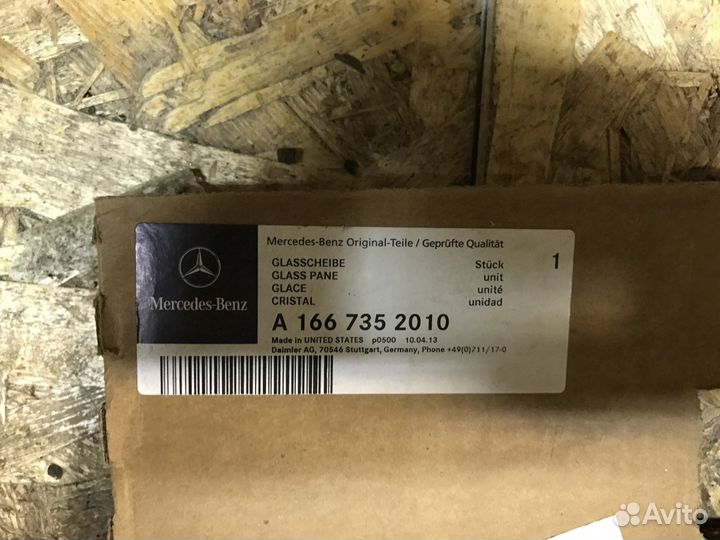 Mercedes-Benz Original-Teile / Geprüfte Qualität
GLASSCHEIBE Stück 1
GLASS PANE unit
GLACE unité
CRISTAL unidad
Mercedes-Benz
A 166 735 2010
Made in UNITED STATES p0500 10.04.13
Daimler AG, 70546 Stuttgart, Germany, Phone +49(0)711/17-0
Avito